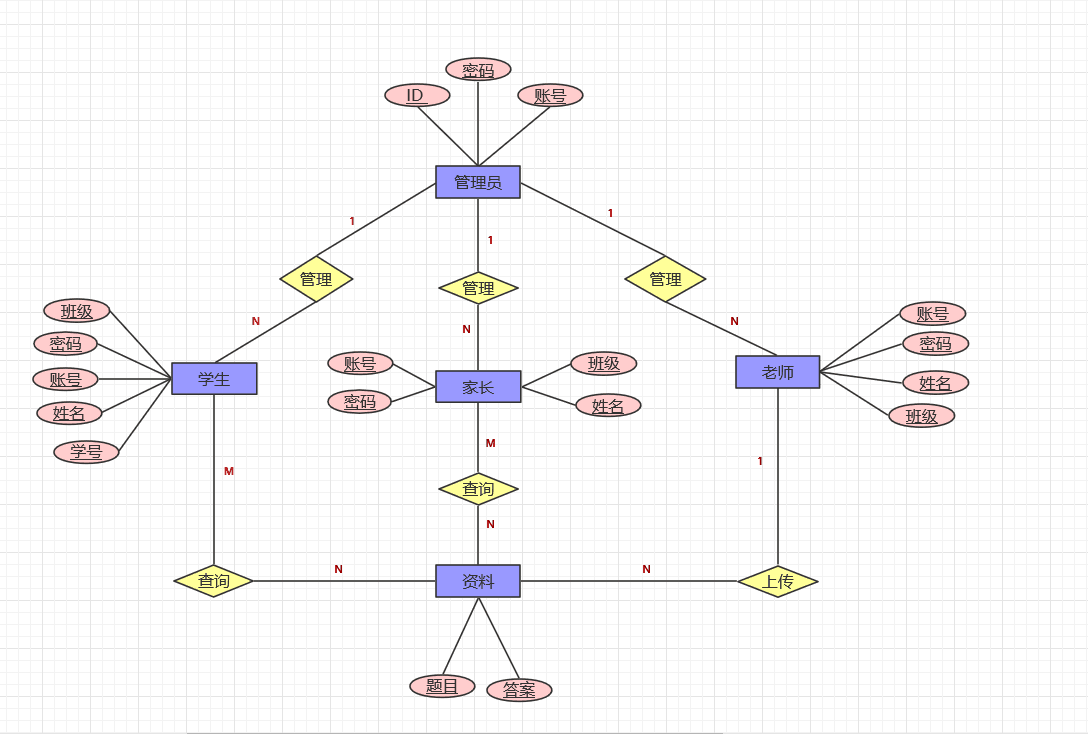 密码
ID
账号
管理员
1
1
1
管理
管理
管理
N
N
N
班级
密码
账号
姓名
学号
学生
账号
密码
家长
班级
姓名
老师
账号
密码
姓名
班级
M
M
1
查询
N
查询
N
资料
N
上传
题目
答案